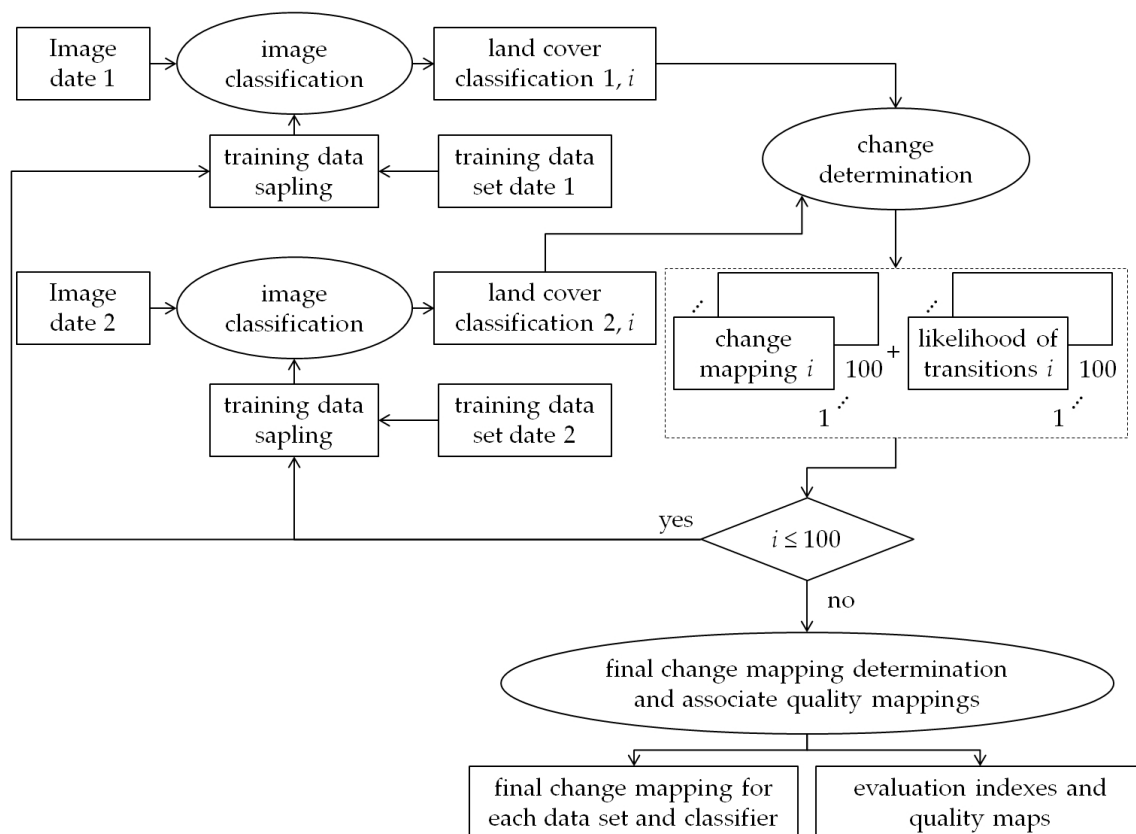 Image
date 1
image
classification
land cover
classification 1, i
training data
sapling
training data
set date 1
change
determination
Image
date 2
image
classification
land cover
classification 2, i
training data
sapling
training data
set date 2
change
mapping i
100
1
+
likelihood of
transitions i
100
1
yes
i ≤ 100
no
final change mapping determination
and associate quality mappings
final change mapping for
each data set and classifier
evaluation indexes and
quality maps